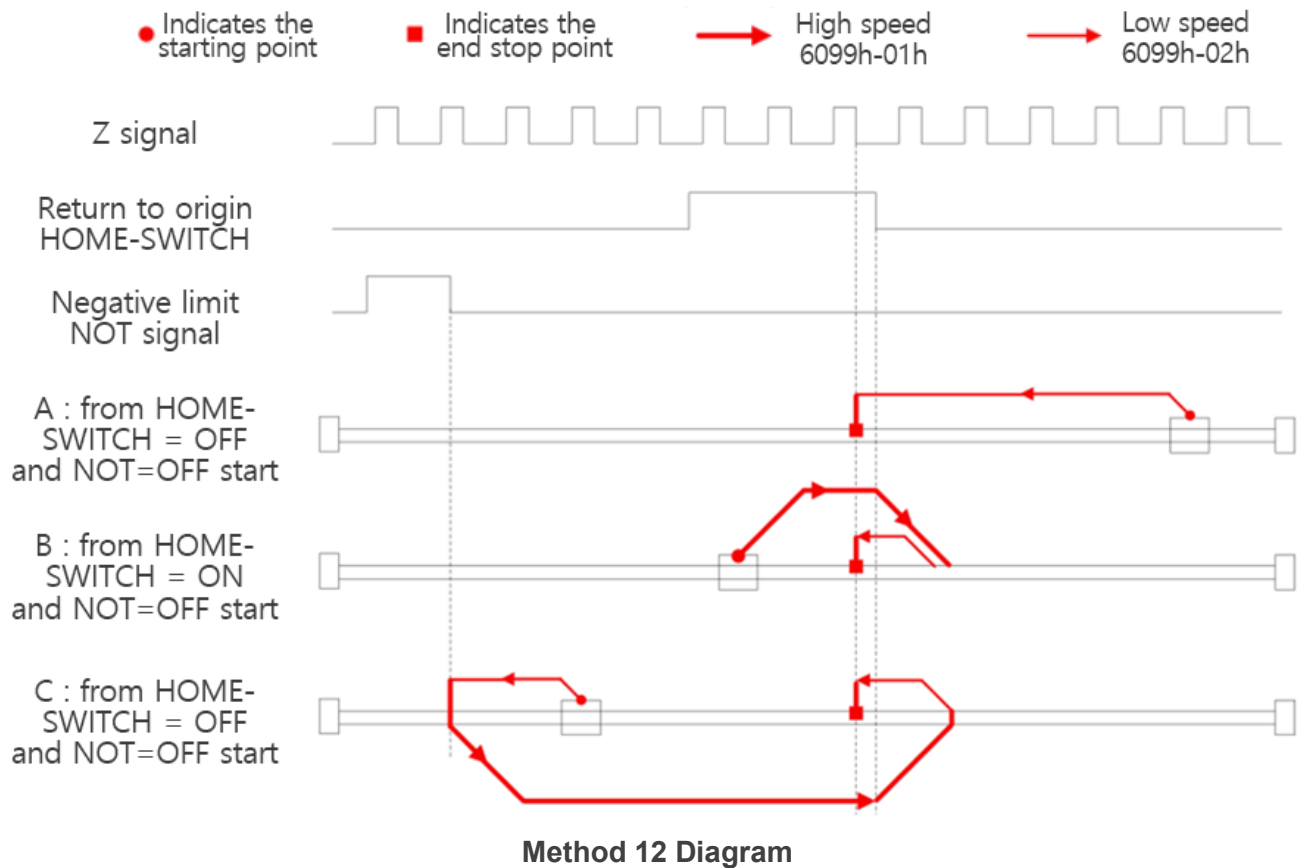 Indicates the
starting point
Indicates the
end stop point
High speed
6099h-01h
Low speed
6099h-02h
Z signal
Return to origin
HOME-SWITCH
Negative limit
NOT signal
A : from HOME-
SWITCH = OFF
and NOT=OFF start
B : from HOME-
SWITCH = ON
and NOT=OFF start
C : from HOME-
SWITCH = OFF
and NOT=OFF start
Method 12 Diagram